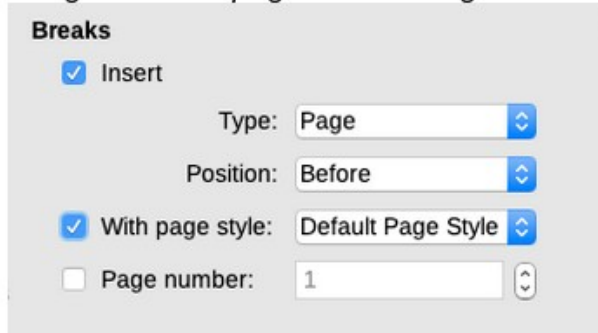 Breaks
Insert
Type: Page
Position: Before
With page style: Default Page Style
Page number: 1